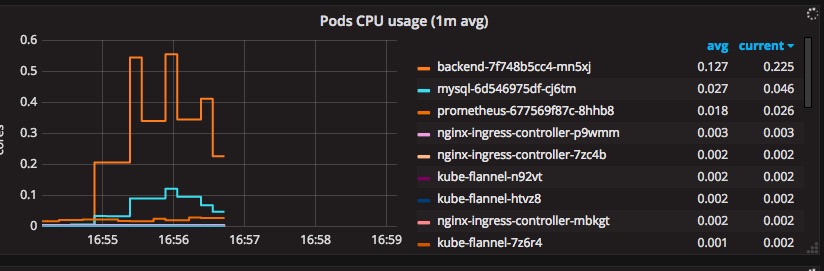 Pods CPU usage (1m avg)
cores
0.6
0.5
0.4
0.3
0.2
0.1
0
16:55 16:56 16:57 16:58 16:59
avg current
backend-7f748b5cc4-mn5xj 0.127 0.225
mysql-6d546975df-cj6tm 0.027 0.046
prometheus-677569f87c-8hhb8 0.018 0.026
nginx-ingress-controller-p9wmm 0.003 0.003
nginx-ingress-controller-7zc4b 0.002 0.002
kube-flannel-n92vt 0.002 0.002
kube-flannel-htvz8 0.002 0.002
nginx-ingress-controller-mbkgt 0.002 0.002
kube-flannel-7z6r4 0.001 0.002